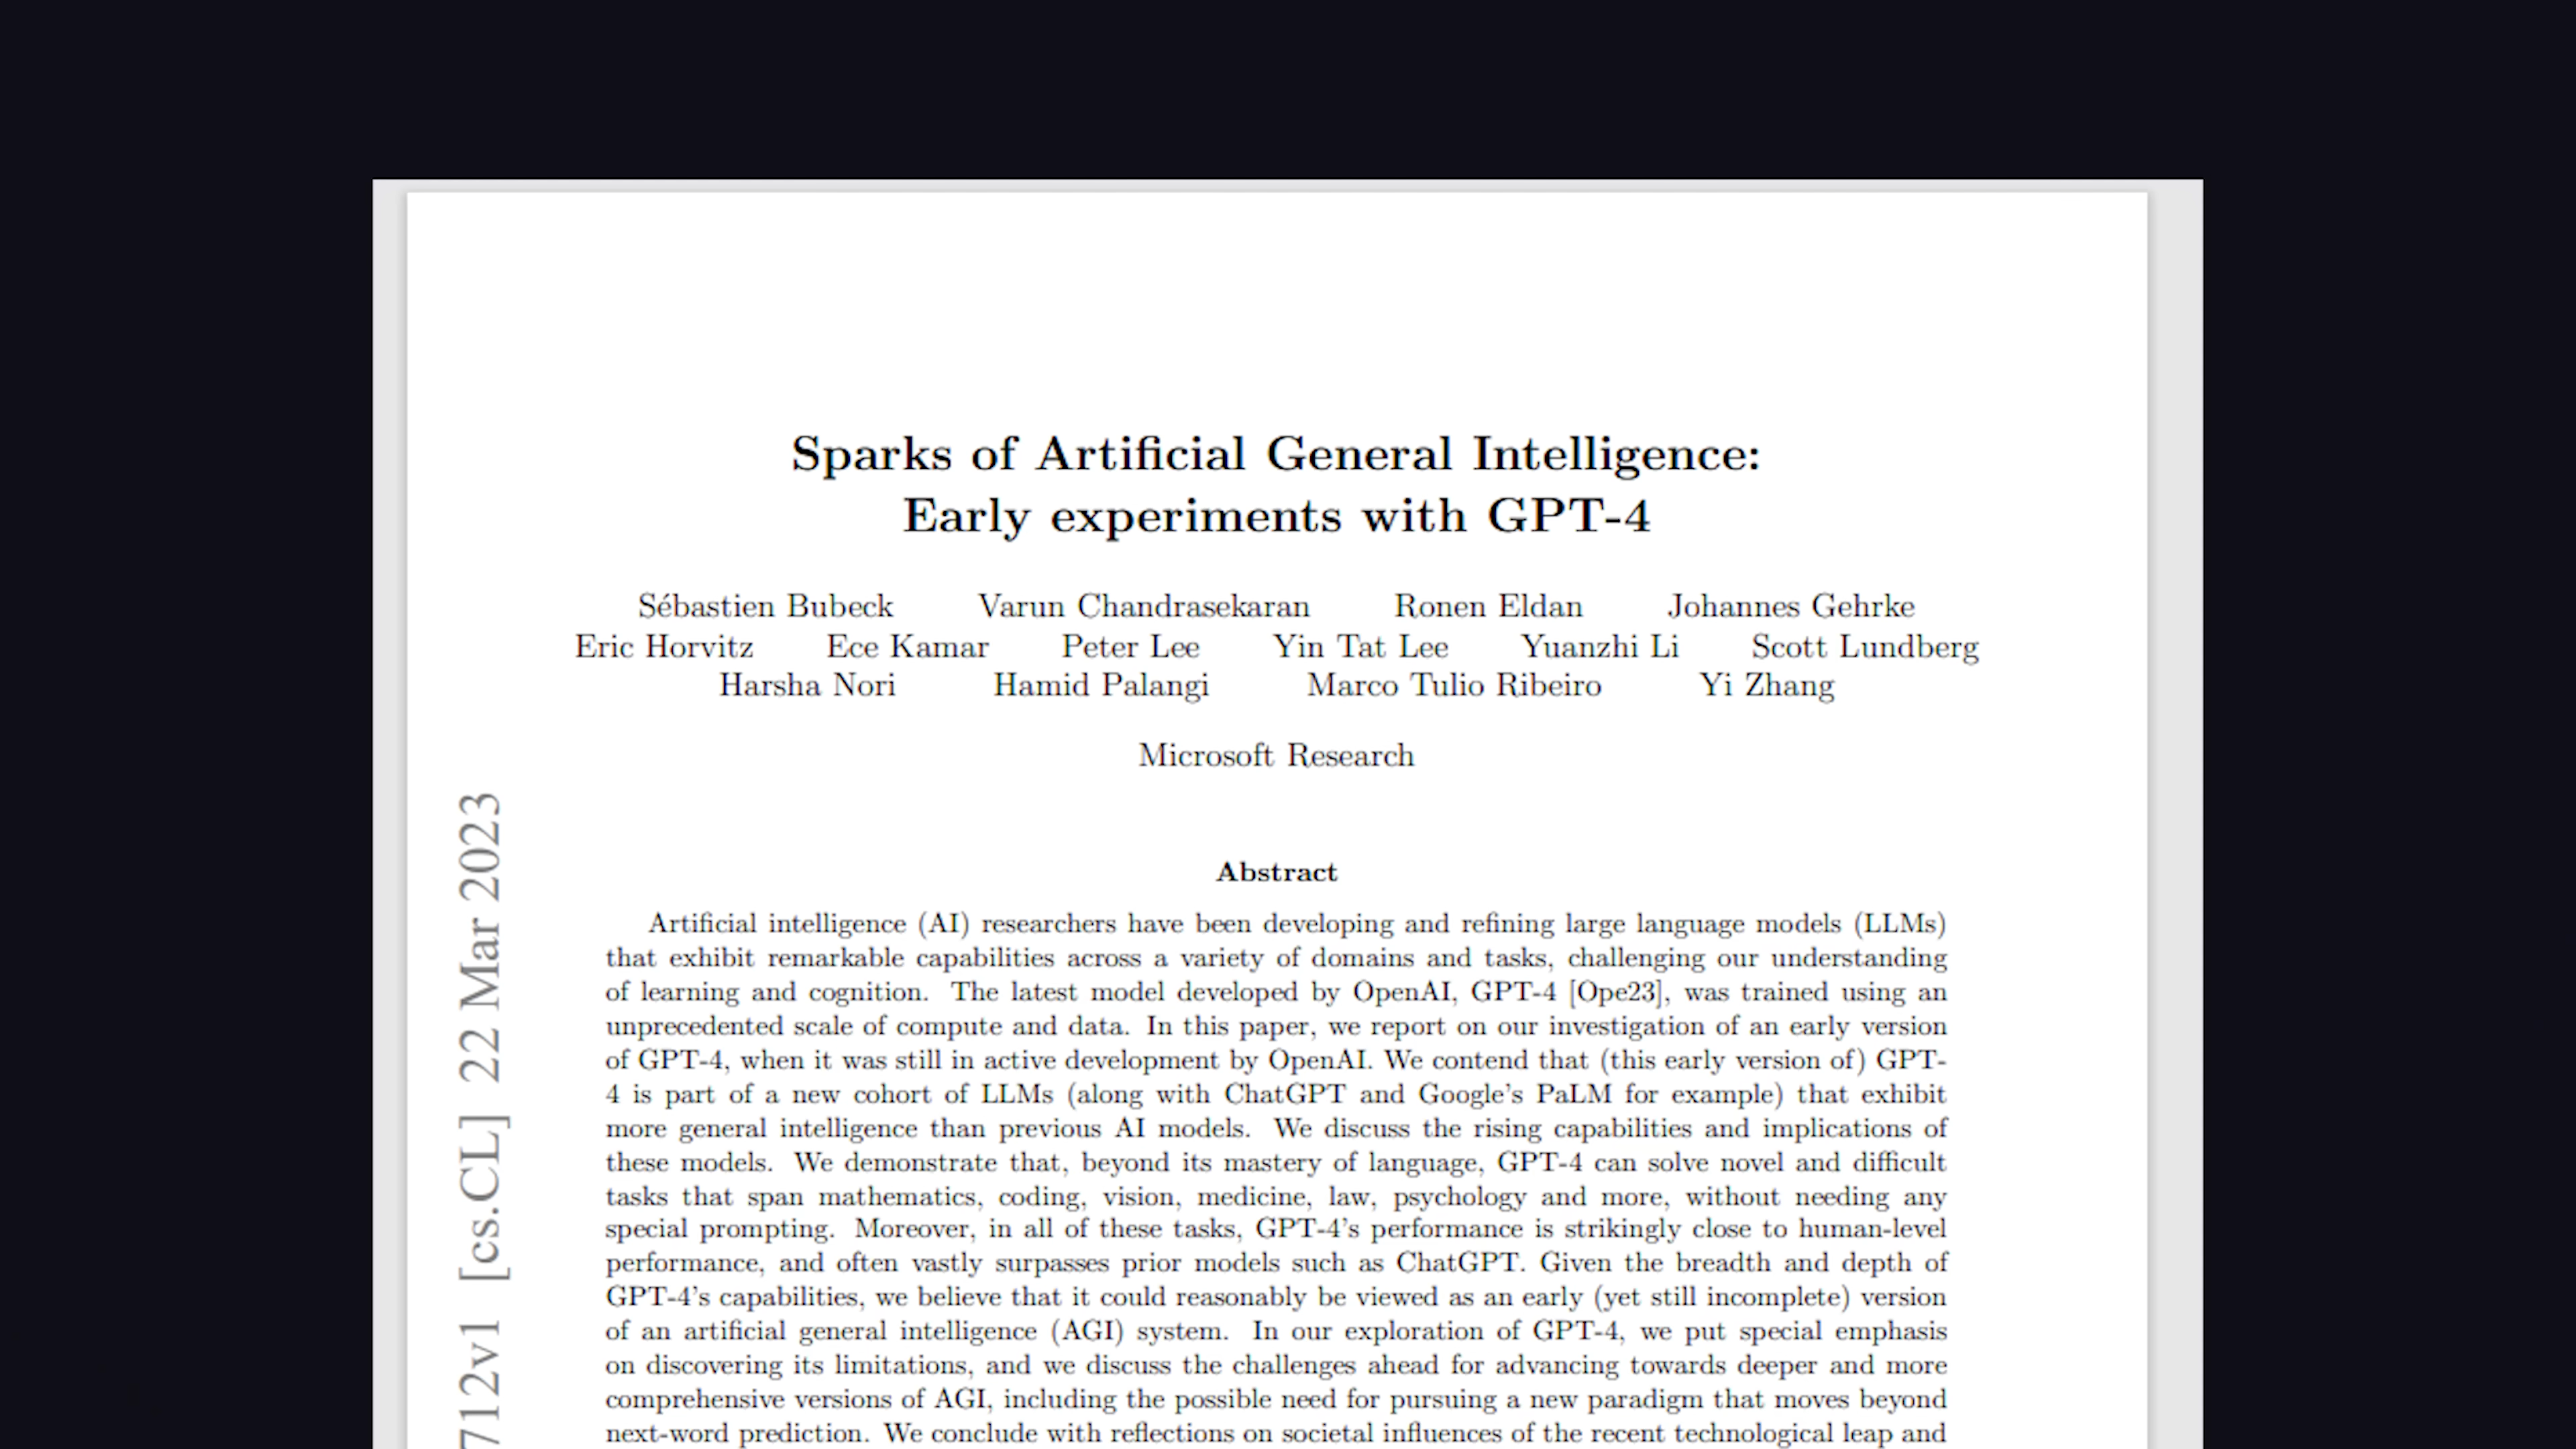 Sparks of Artificial General Intelligence:
Early experiments with GPT-4
Sébastien Bubeck Varun Chandrasekaran Ronen Eldan Johannes Gehrke
Eric Horvitz Ece Kamar Peter Lee Yin Tat Lee Yuanzhi Li Scott Lundberg
Harsha Nori Hamid Palangi Marco Tulio Ribeiro Yi Zhang
Microsoft Research
Abstract
Artificial intelligence (AI) researchers have been developing and refining large language models (LLMs)
that exhibit remarkable capabilities across a variety of domains and tasks, challenging our understanding
of learning and cognition. The latest model developed by OpenAI, GPT-4 [Ope23], was trained using an
unprecedented scale of compute and data. In this paper, we report on our investigation of an early version
of GPT-4, when it was still in active development by OpenAI. We contend that (this early version of) GPT-
4 is part of a new cohort of LLMs (along with ChatGPT and Google's PaLM for example) that exhibit
more general intelligence than previous AI models. We discuss the rising capabilities and implications of
these models. We demonstrate that, beyond its mastery of language, GPT-4 can solve novel and difficult
tasks that span mathematics, coding, vision, medicine, law, psychology and more, without needing any
special prompting. Moreover, in all of these tasks, GPT-4's performance is strikingly close to human-level
performance, and often vastly surpasses prior models such as ChatGPT. Given the breadth and depth of
GPT-4's capabilities, we believe that it could reasonably be viewed as an early (yet still incomplete) version
of an artificial general intelligence (AGI) system. In our exploration of GPT-4, we put special emphasis
on discovering its limitations, and we discuss the challenges ahead for advancing towards deeper and more
comprehensive versions of AGI, including the possible need for pursuing a new paradigm that moves beyond
next-word prediction. We conclude with reflections on societal influences of the recent technological leap and
712v1 [cs.CL] 22 Mar 2023